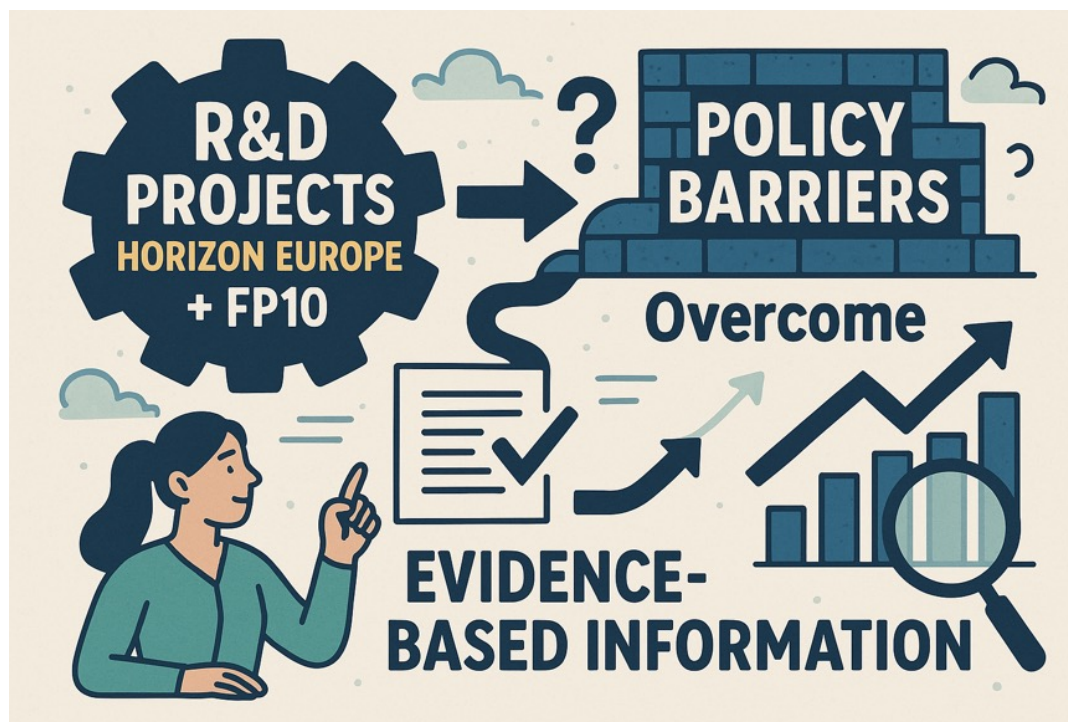 R&D
PROJECTS
HORIZON EUROPE
+ FP10
?
POLICY
BARRIERS
Overcome
EVIDENCE-
BASED INFORMATION